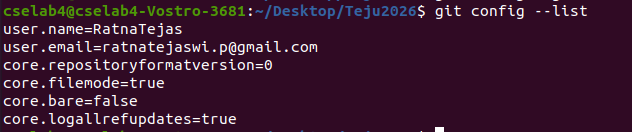 cselab4@cselab4-Vostro-3681:~/Desktop/Teju2026$ git config --list
user.name=RatnaTejas
user.email=ratnatejaswi.p@gmail.com
core.repositoryformatversion=0
core.filemode=true
core.bare=false
core.logallrefupdates=true